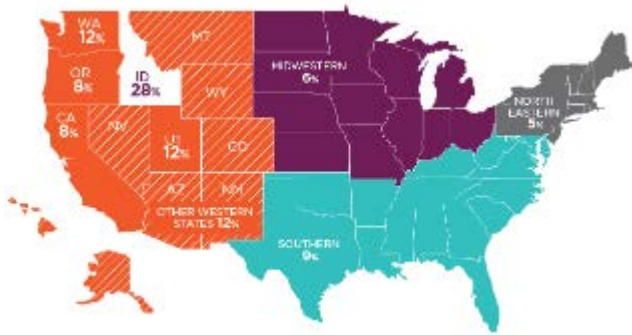 WA
12%
MT
OR
8%
ID
28%
MIDWESTERN
6%
WY
NORTH
EASTERN
5%
CA
8%
NV
UT
12%
CO
AZ
NM
OTHER WESTERN
STATES 12%
SOUTHERN
9%